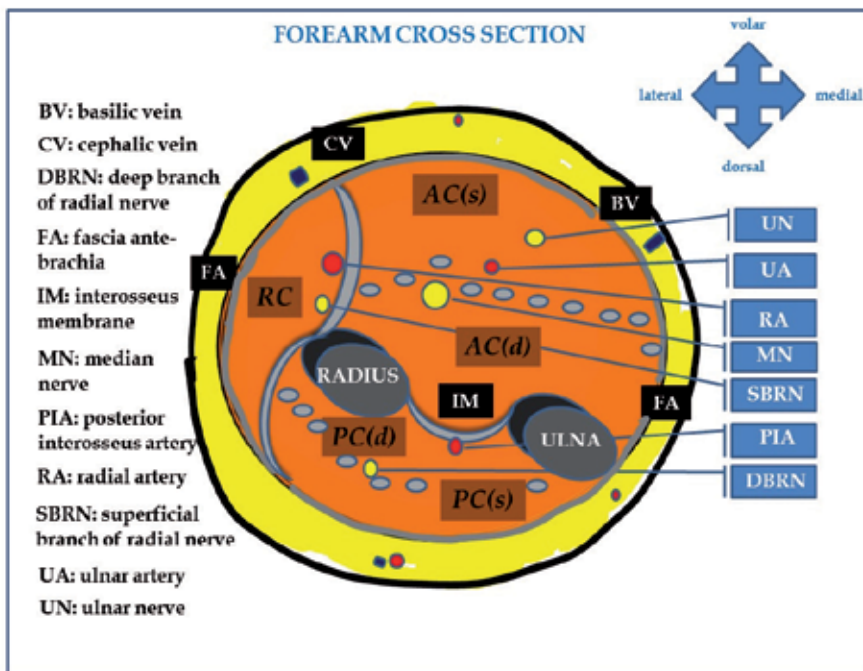 FOREARM CROSS SECTION
volar
lateral
medial
dorsal
BV: basilic vein
CV: cephalic vein
DBRN: deep branch
of radial nerve
FA: fascia ante-
brachia
IM: interosseus
membrane
MN: median
nerve
PIA: posterior
interosseus artery
RA: radial artery
SBRN: superficial
branch of radial nerve
UA: ulnar artery
UN: ulnar nerve
CV
AC(s)
BV
FA
RC
AC(d)
RADIUS
IM
FA
ULNA
PC(d)
PC(s)
UN
UA
RA
MN
SBRN
PIA
DBRN